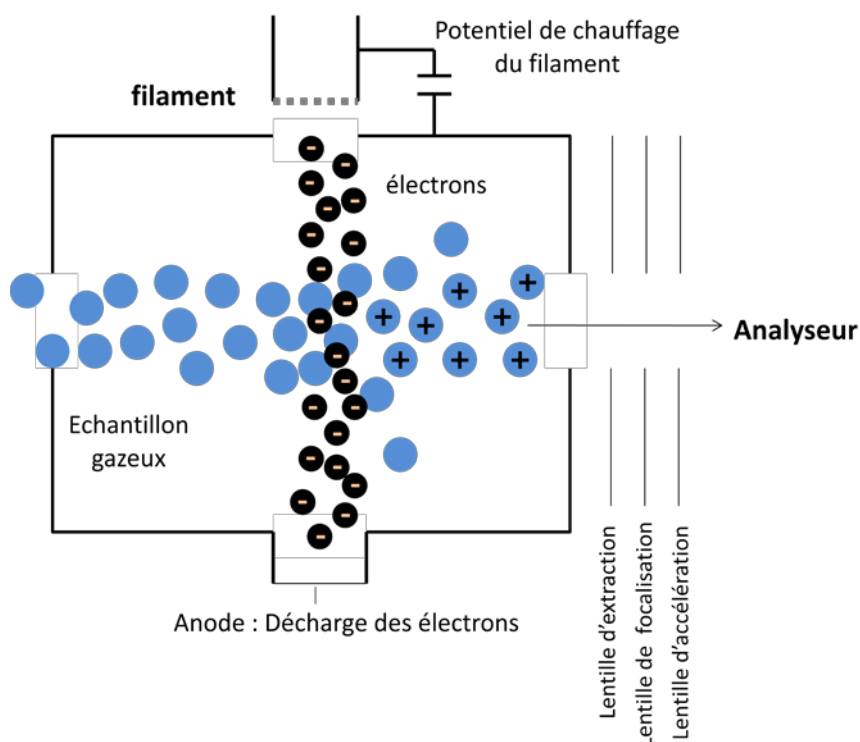 Potentiel de chauffage
du filament
filament
électrons
Analyseur
Echantillon
gazeux
Anode : Décharge des électrons
Lentille d'extraction
Lentille de focalisation
Lentille d'accélération